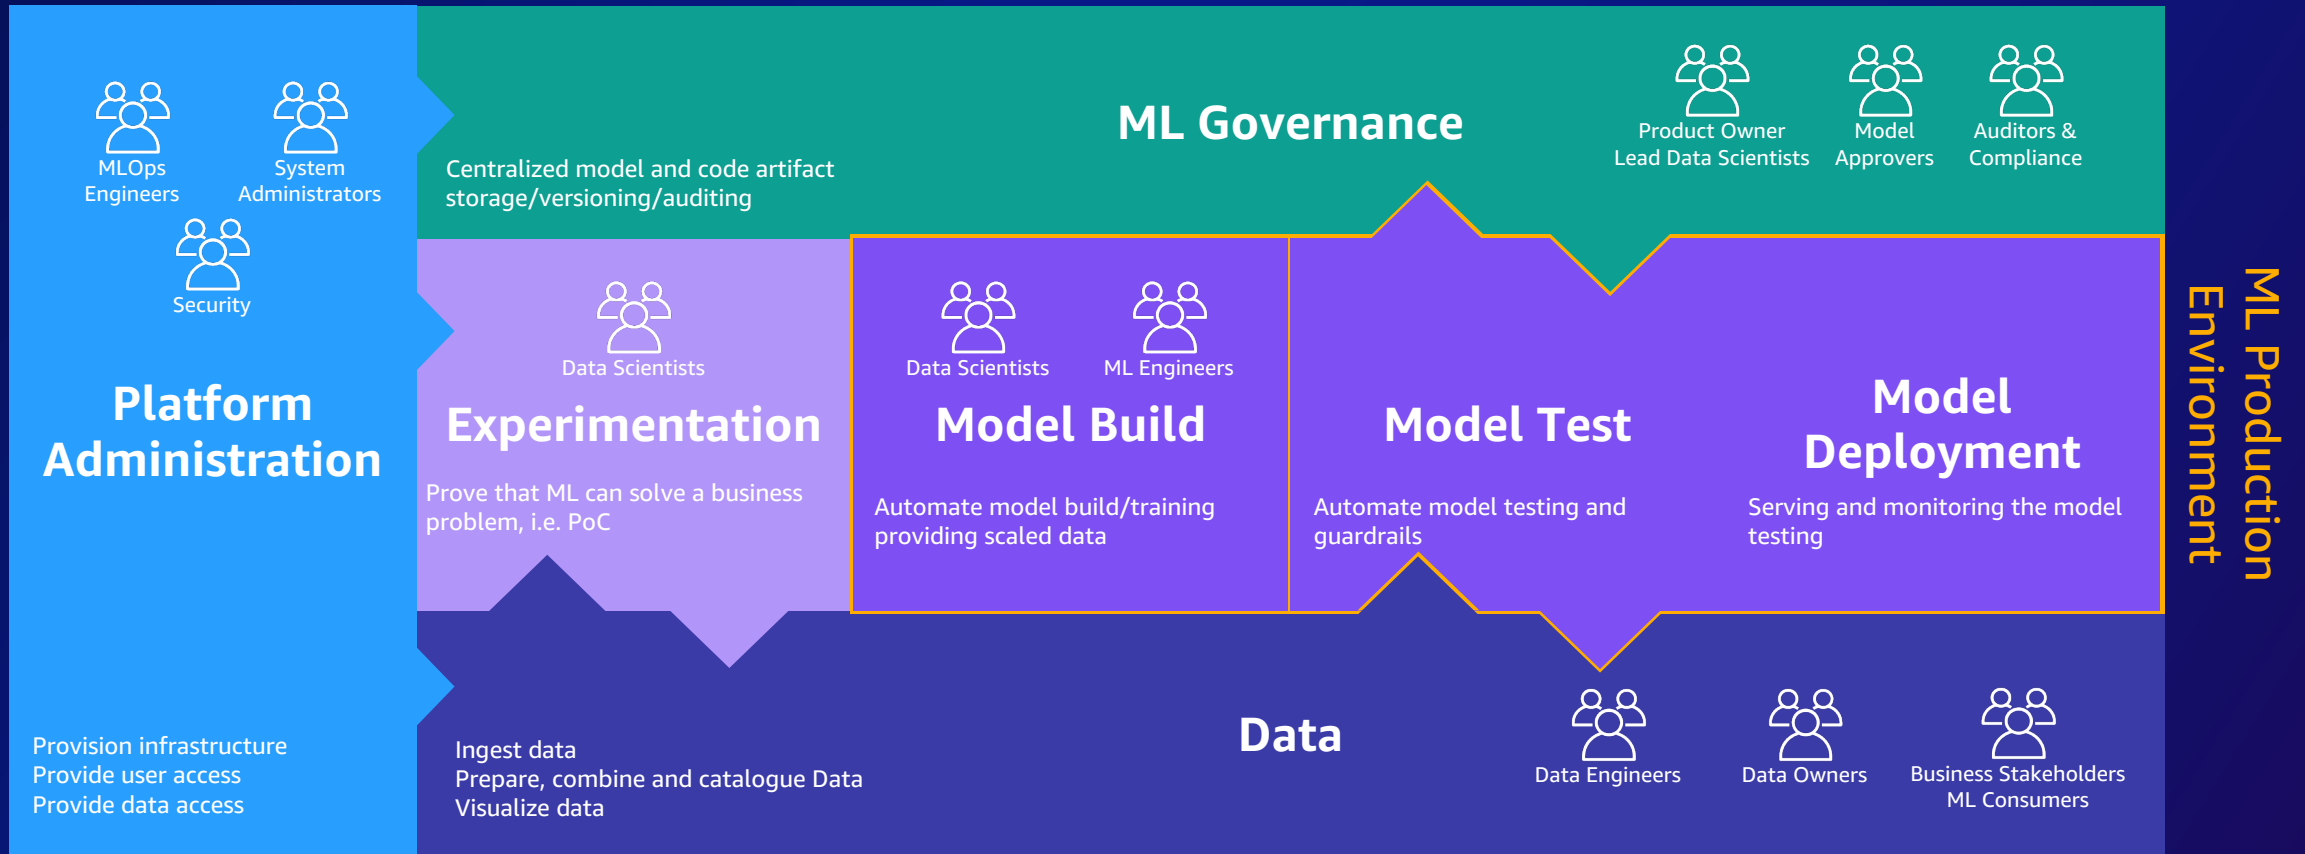 MLOps
Engineers
System
Administrators
Security
Platform
Administration
Provision infrastructure
Provide user access
Provide data access
ML Governance
Centralized model and code artifact
storage/versioning/auditing
Product Owner
Lead Data Scientists
Model
Approvers
Auditors &
Compliance
Data Scientists
Experimentation
Prove that ML can solve a business
problem, i.e. PoC
Data Scientists
ML Engineers
Model Build
Automate model build/training
providing scaled data
Model Test
Automate model testing and
guardrails
Model
Deployment
Serving and monitoring the model
testing
Data
Ingest data
Prepare, combine and catalogue Data
Visualize data
Data Engineers
Data Owners
Business Stakeholders
ML Consumers
ML Production
Environment